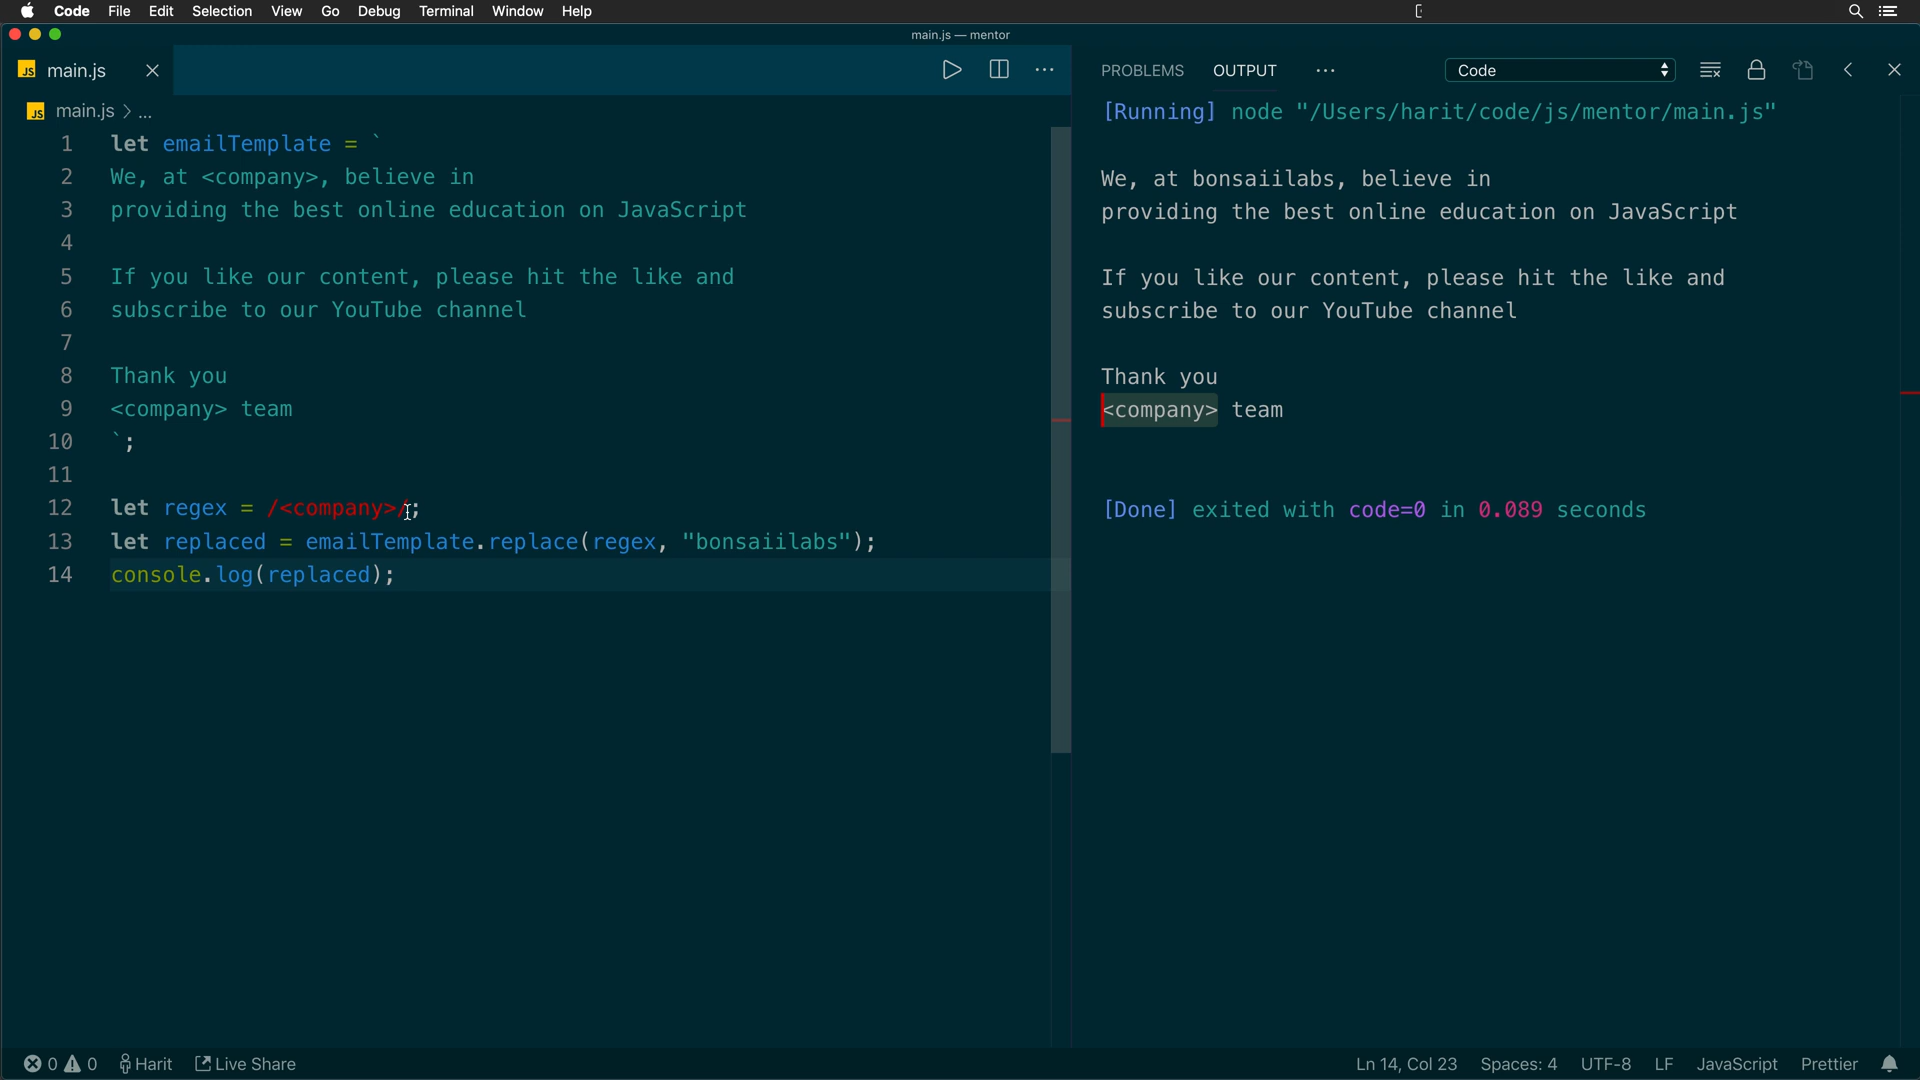 Code File Edit Selection View Go Debug Terminal Window Help
main.js — mentor
JS main.js
PROBLEMS OUTPUT ... Code
JS main.js > ...
1 let emailTemplate = `
2 We, at <company>, believe in
3 providing the best online education on JavaScript
4
5 If you like our content, please hit the like and
6 subscribe to our YouTube channel
7
8 Thank you
9 <company> team
10 `;
11
12 let regex = /<company>/;
13 let replaced = emailTemplate.replace(regex, "bonsaiilabs");
14 console.log(replaced);
[Running] node "/Users/harit/code/js/mentor/main.js"
We, at bonsaiilabs, believe in
providing the best online education on JavaScript
If you like our content, please hit the like and
subscribe to our YouTube channel
Thank you
<company> team
[Done] exited with code=0 in 0.089 seconds
0 0 Harit Live Share Ln 14, Col 23 Spaces: 4 UTF-8 LF JavaScript Prettier